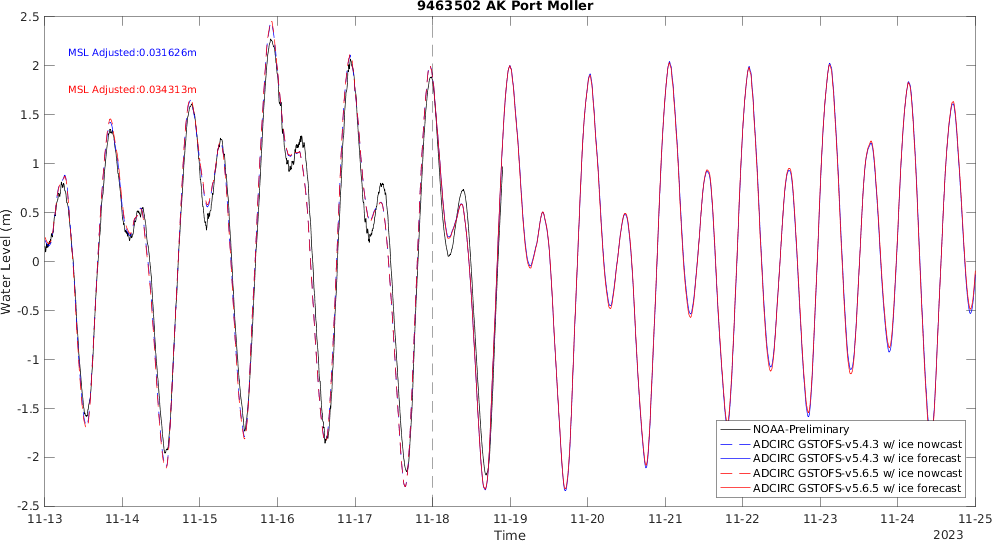 9463502 AK Port Moller
2.5
2
1.5
1
0.5
0
-0.5
-1
-1.5
-2
-2.5
Water Level (m)
MSL Adjusted:0.031626m
MSL Adjusted:0.034313m
NOAA-Preliminary
ADCIRC GSTOFS-v5.4.3 w/ ice nowcast
ADCIRC GSTOFS-v5.4.3 w/ ice forecast
ADCIRC GSTOFS-v5.6.5 w/ ice nowcast
ADCIRC GSTOFS-v5.6.5 w/ ice forecast
11-13 11-14 11-15 11-16 11-17 11-18 11-19 11-20 11-21 11-22 11-23 11-24 11-25
Time
2023